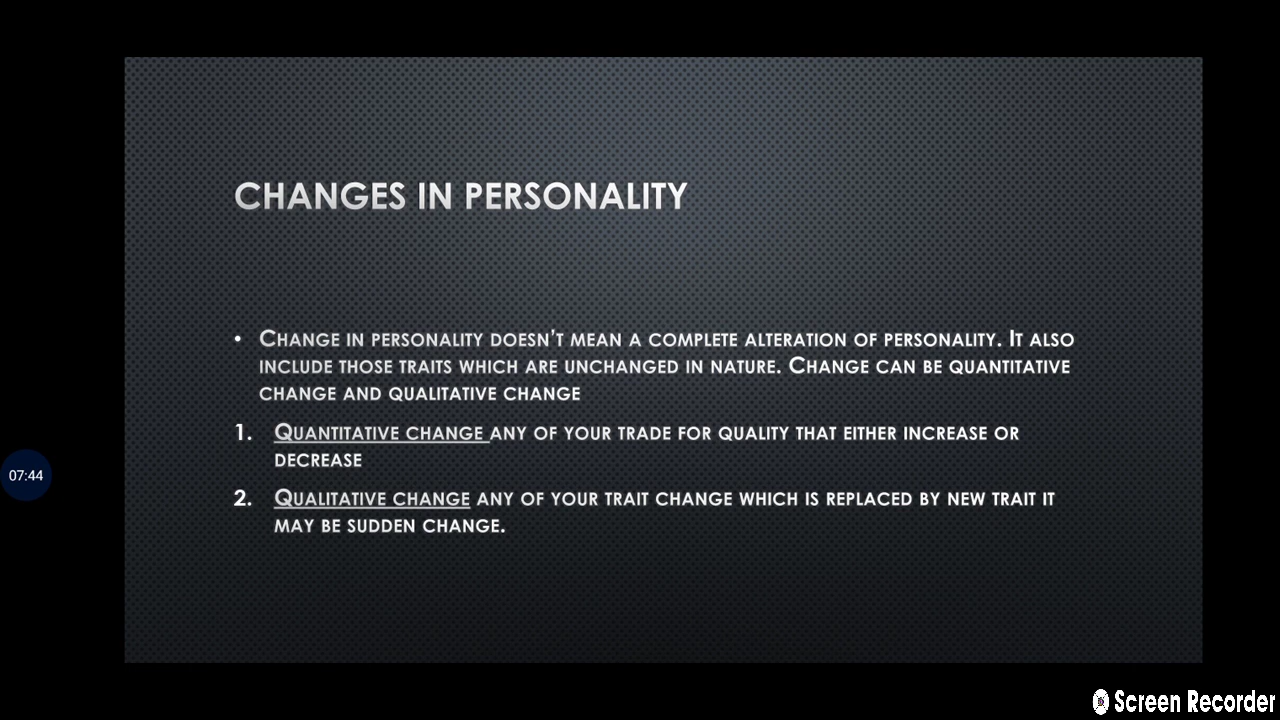 CHANGES IN PERSONALITY
• CHANGE IN PERSONALITY DOESN'T MEAN A COMPLETE ALTERATION OF PERSONALITY. IT ALSO
INCLUDE THOSE TRAITS WHICH ARE UNCHANGED IN NATURE. CHANGE CAN BE QUANTITATIVE
CHANGE AND QUALITATIVE CHANGE
1. QUANTITATIVE CHANGE ANY OF YOUR TRADE FOR QUALITY THAT EITHER INCREASE OR
DECREASE
07:44
2. QUALITATIVE CHANGE ANY OF YOUR TRAIT CHANGE WHICH IS REPLACED BY NEW TRAIT IT
MAY BE SUDDEN CHANGE.
Screen Recorder